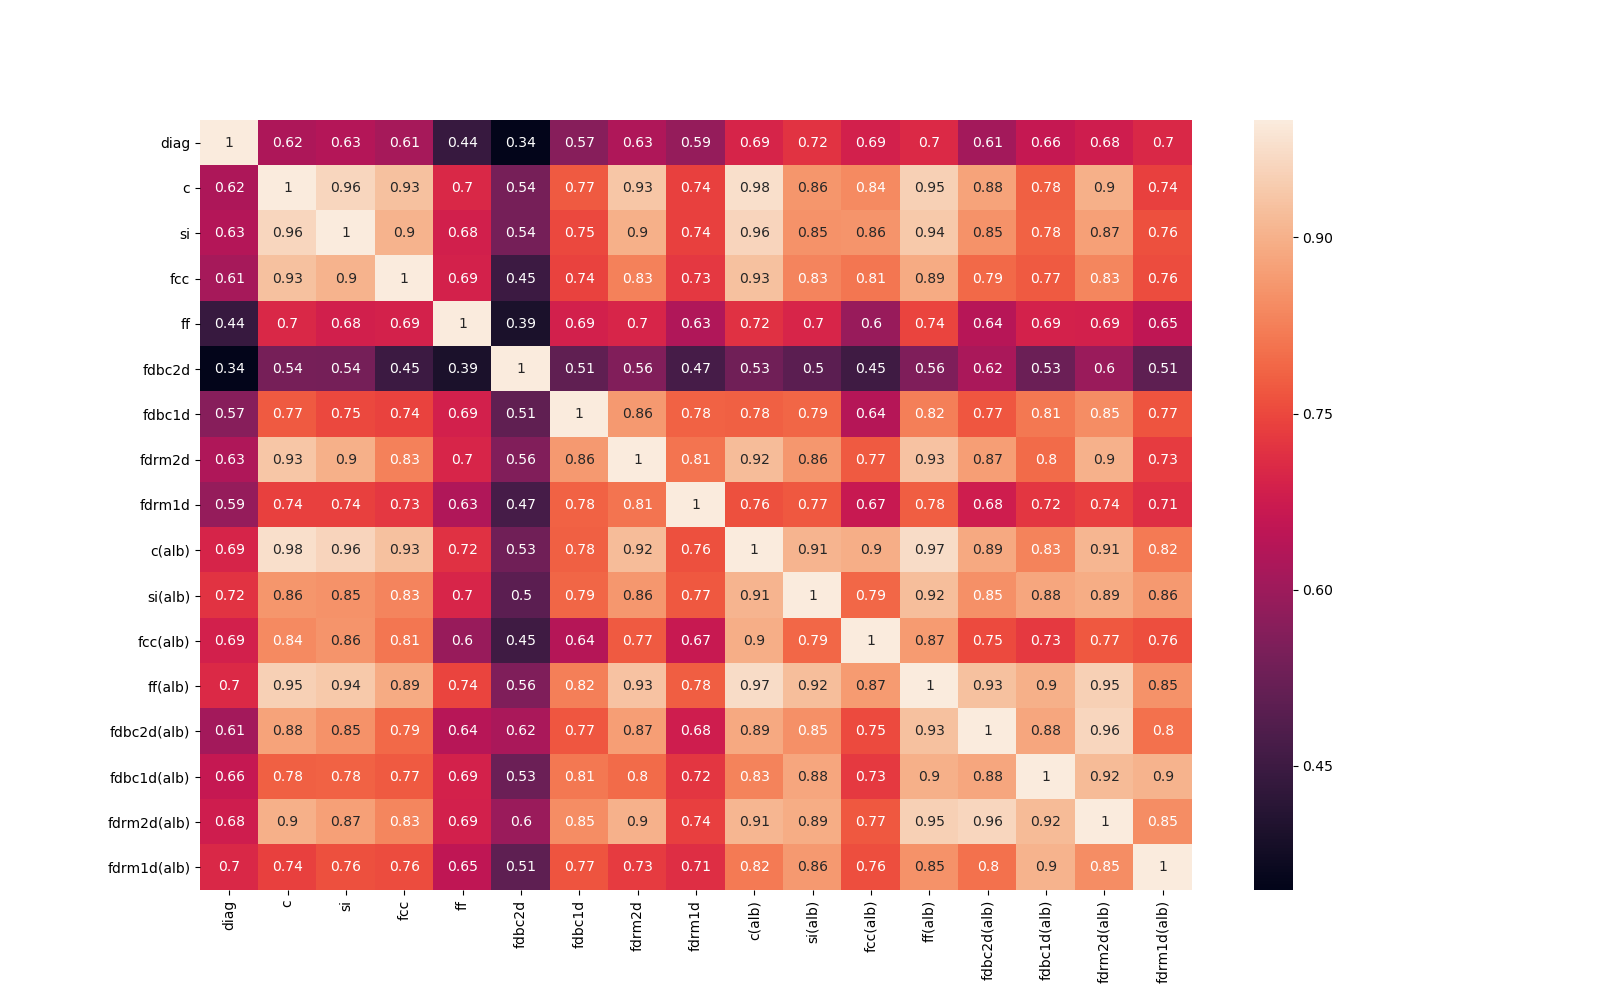 diag 1 0.62 0.63 0.61 0.44 0.34 0.57 0.63 0.59 0.69 0.72 0.69 0.7 0.61 0.66 0.68 0.7
c 0.62 1 0.96 0.93 0.7 0.54 0.77 0.93 0.74 0.98 0.86 0.84 0.95 0.88 0.78 0.9 0.74
si 0.63 0.96 1 0.9 0.68 0.54 0.75 0.9 0.74 0.96 0.85 0.86 0.94 0.85 0.78 0.87 0.76
0.90
fcc 0.61 0.93 0.9 1 0.69 0.45 0.74 0.83 0.73 0.93 0.83 0.81 0.89 0.79 0.77 0.83 0.76
ff 0.44 0.7 0.68 0.69 1 0.39 0.69 0.7 0.63 0.72 0.7 0.6 0.74 0.64 0.69 0.69 0.65
fdbc2d 0.34 0.54 0.54 0.45 0.39 1 0.51 0.56 0.47 0.53 0.5 0.45 0.56 0.62 0.53 0.6 0.51
fdbc1d 0.57 0.77 0.75 0.74 0.69 0.51 1 0.86 0.78 0.78 0.79 0.64 0.82 0.77 0.81 0.85 0.77
0.75
fdrm2d 0.63 0.93 0.9 0.83 0.7 0.56 0.86 1 0.81 0.92 0.86 0.77 0.93 0.87 0.8 0.9 0.73
fdrm1d 0.59 0.74 0.74 0.73 0.63 0.47 0.78 0.81 1 0.76 0.77 0.67 0.78 0.68 0.72 0.74 0.71
c(alb) 0.69 0.98 0.96 0.93 0.72 0.53 0.78 0.92 0.76 1 0.91 0.9 0.97 0.89 0.83 0.91 0.82
si(alb) 0.72 0.86 0.85 0.83 0.7 0.5 0.79 0.86 0.77 0.91 1 0.79 0.92 0.85 0.88 0.89 0.86
0.60
fcc(alb) 0.69 0.84 0.86 0.81 0.6 0.45 0.64 0.77 0.67 0.9 0.79 1 0.87 0.75 0.73 0.77 0.76
ff(alb) 0.7 0.95 0.94 0.89 0.74 0.56 0.82 0.93 0.78 0.97 0.92 0.87 1 0.93 0.9 0.95 0.85
fdbc2d(alb) 0.61 0.88 0.85 0.79 0.64 0.62 0.77 0.87 0.68 0.89 0.85 0.75 0.93 1 0.88 0.96 0.8
fdbc1d(alb) 0.66 0.78 0.78 0.77 0.69 0.53 0.81 0.8 0.72 0.83 0.88 0.73 0.9 0.88 1 0.92 0.9
0.45
fdrm2d(alb) 0.68 0.9 0.87 0.83 0.69 0.6 0.85 0.9 0.74 0.91 0.89 0.77 0.95 0.96 0.92 1 0.85
fdrm1d(alb) 0.7 0.74 0.76 0.76 0.65 0.51 0.77 0.73 0.71 0.82 0.86 0.76 0.85 0.8 0.9 0.85 1
diag c si fcc ff fdbc2d fdbc1d fdrm2d fdrm1d c(alb) si(alb) fcc(alb) ff(alb) fdbc2d(alb) fdbc1d(alb) fdrm2d(alb) fdrm1d(alb)